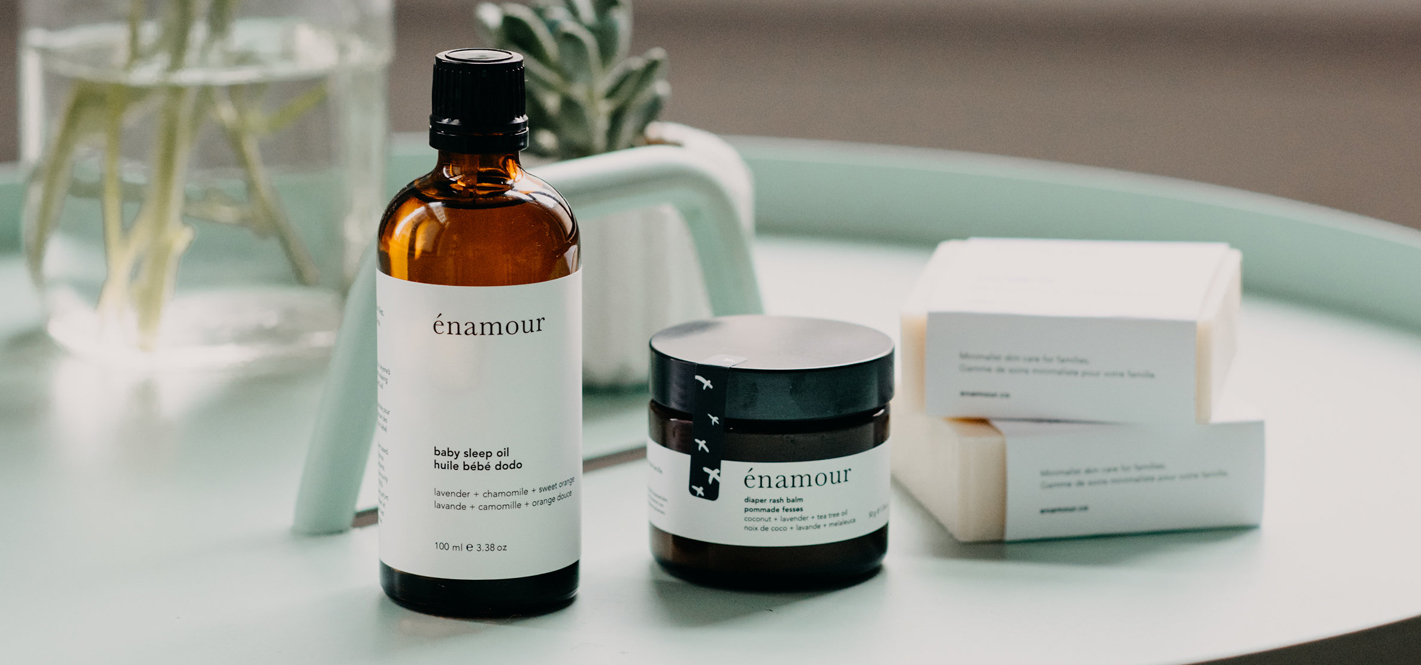 énamour
baby sleep oil
huile bébé dodo
lavender + chamomile + sweet orange
lavande + camomille + orange douce
100 ml e 3.38 oz
énamour
diaper rash balm
pommade fesses
coconut + lavender + tea tree oil
noix de coco + lavande + melaleuca
Minimalist skin care for families.
Gamme de soins minimaliste pour votre famille.
enamour.ca
Minimalist skin care for families.
Gamme de soins minimaliste pour votre famille.
enamour.ca